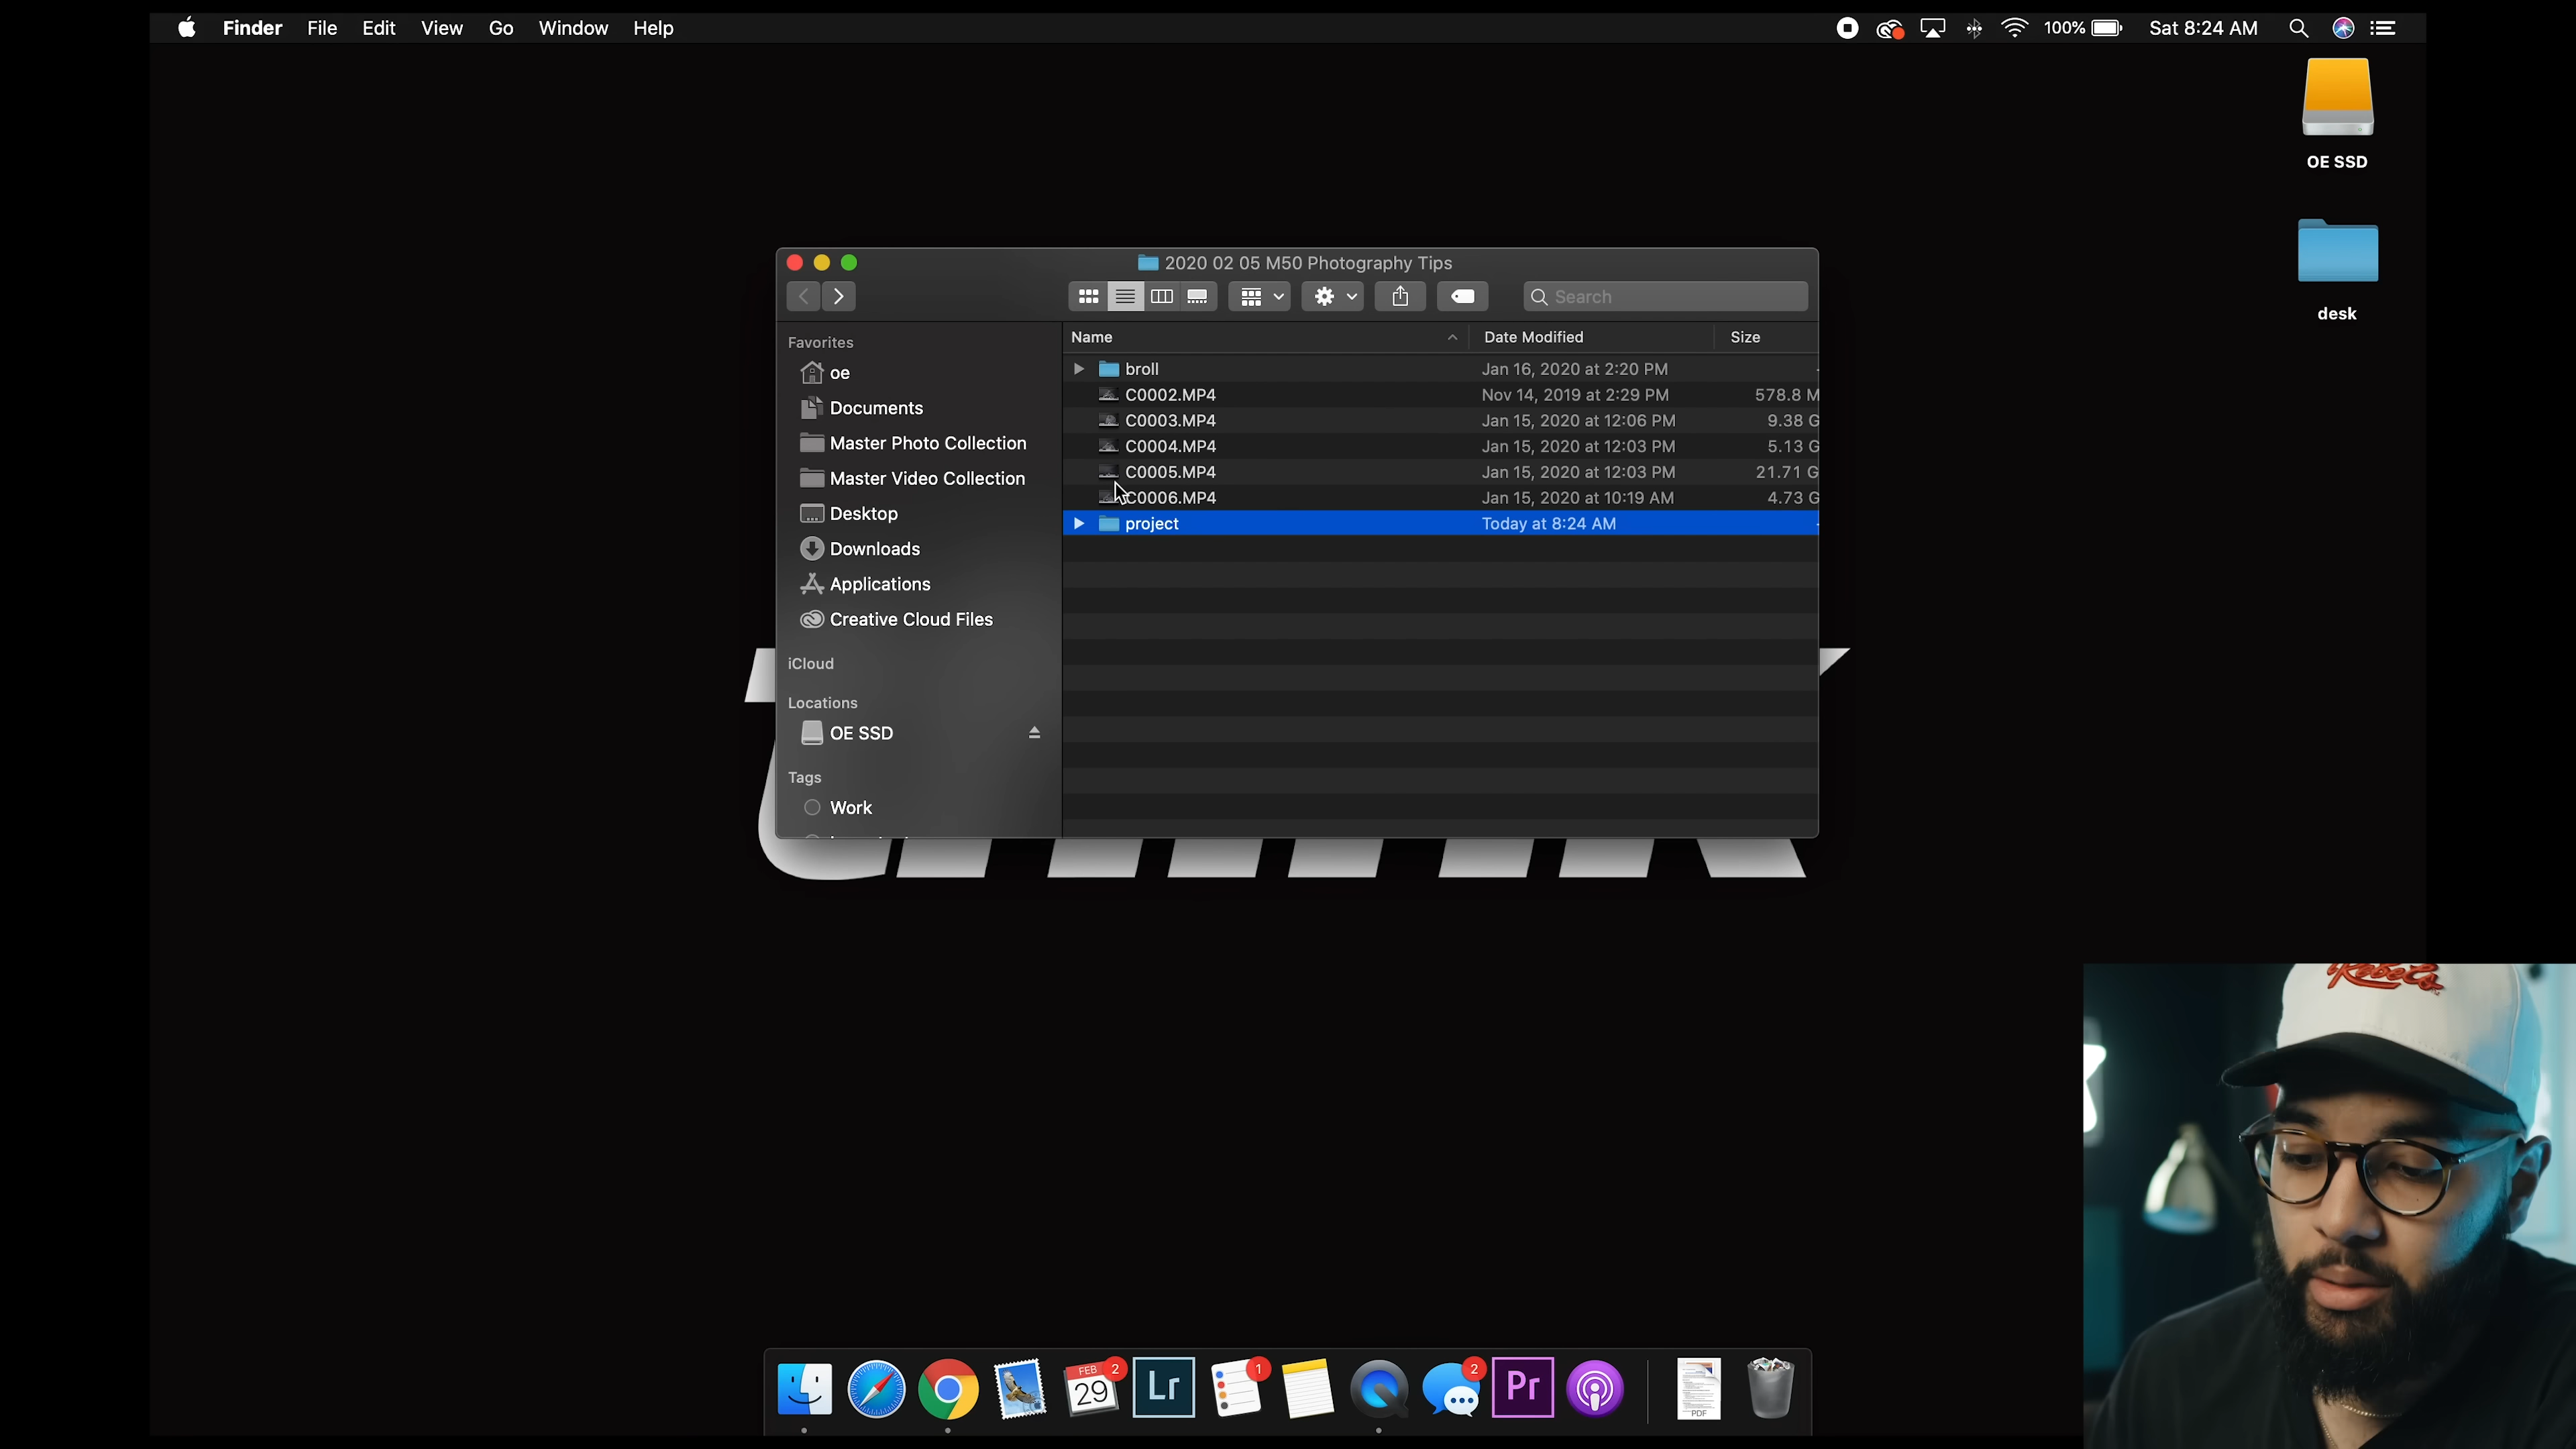 Finder File Edit View Go Window Help 100% Sat 8:24 AM
OE SSD
desk
2020 02 05 M50 Photography Tips
Search
Favorites
oe
Documents
Master Photo Collection
Master Video Collection
Desktop
Downloads
Applications
Creative Cloud Files
iCloud
Locations
OE SSD
Tags
Work
Name Date Modified Size
broll Jan 16, 2020 at 2:20 PM
C0002.MP4 Nov 14, 2019 at 2:29 PM 578.8 M
C0003.MP4 Jan 15, 2020 at 12:06 PM 9.38 G
C0004.MP4 Jan 15, 2020 at 12:03 PM 5.13 G
C0005.MP4 Jan 15, 2020 at 12:03 PM 21.71 G
C0006.MP4 Jan 15, 2020 at 10:19 AM 4.73 G
project Today at 8:24 AM
Rebels
FEB 2
29
Lr
1
2
Pr
PDF